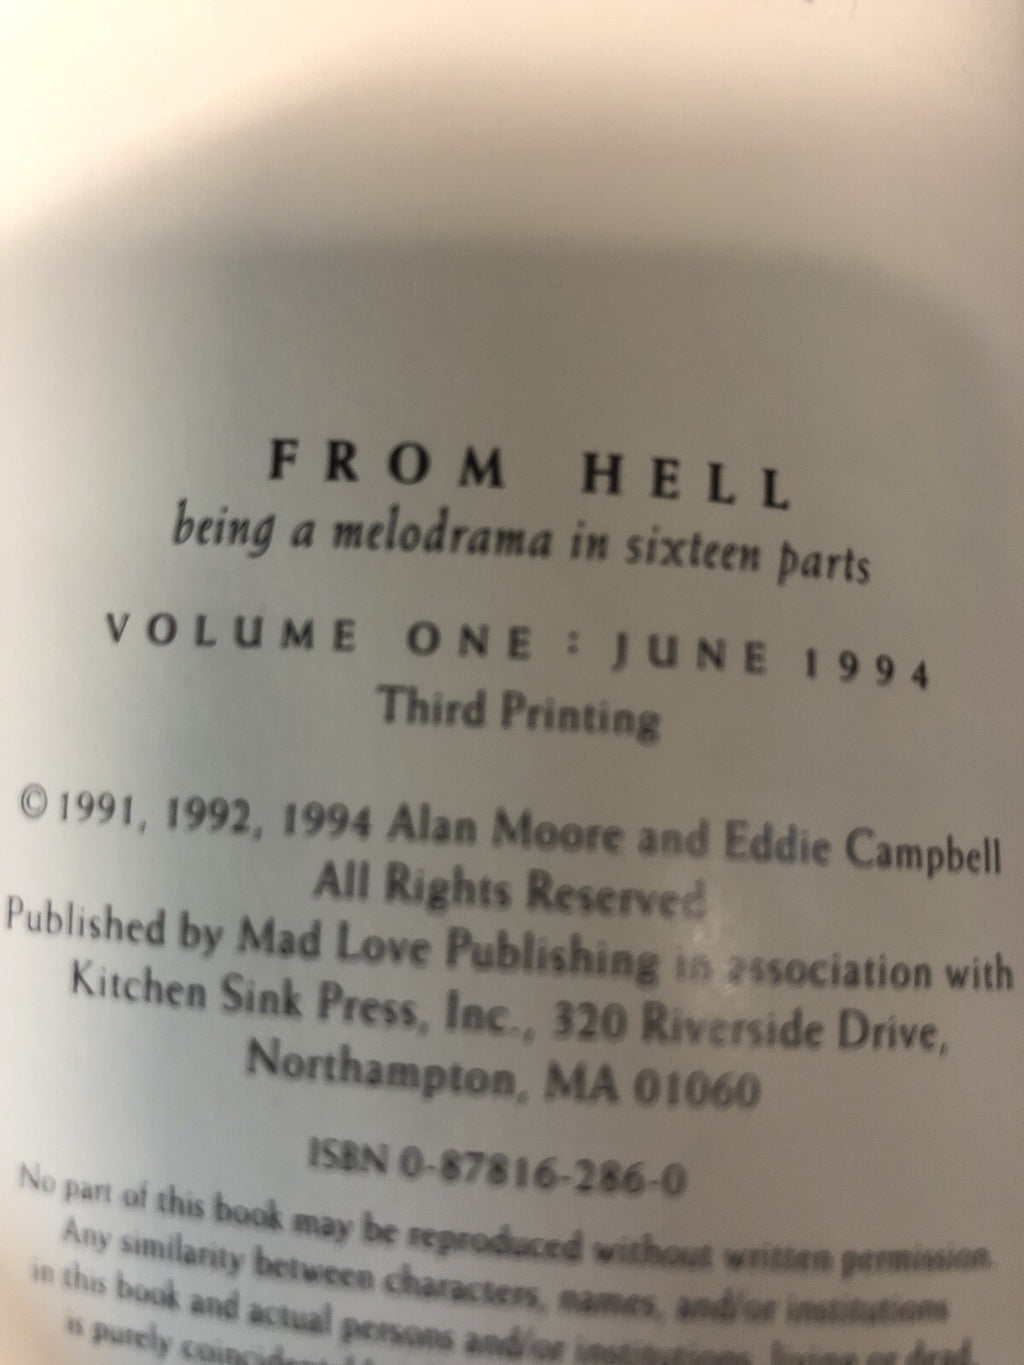 FROM HELL
being a melodrama in sixteen parts
VOLUME ONE : JUNE 1994
Third Printing
© 1991, 1992, 1994 Alan Moore and Eddie Campbell
All Rights Reserved
Published by Mad Love Publishing in association with
Kitchen Sink Press, Inc., 320 Riverside Drive,
Northampton, MA 01060
ISBN 0-87816-286-0
No part of this book may be reproduced without written permission.
Any similarity between characters, names, and/or institutions
in this book and actual persons and/or institutions, living or dead
is purely